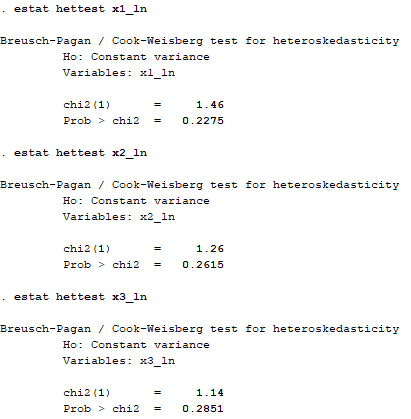 . estat hettest x1_ln
Breusch-Pagan / Cook-Weisberg test for heteroskedasticity
Ho: Constant variance
Variables: x1_ln
chi2(1) = 1.46
Prob > chi2 = 0.2275
. estat hettest x2_ln
Breusch-Pagan / Cook-Weisberg test for heteroskedasticity
Ho: Constant variance
Variables: x2_ln
chi2(1) = 1.26
Prob > chi2 = 0.2615
. estat hettest x3_ln
Breusch-Pagan / Cook-Weisberg test for heteroskedasticity
Ho: Constant variance
Variables: x3_ln
chi2(1) = 1.14
Prob > chi2 = 0.2851